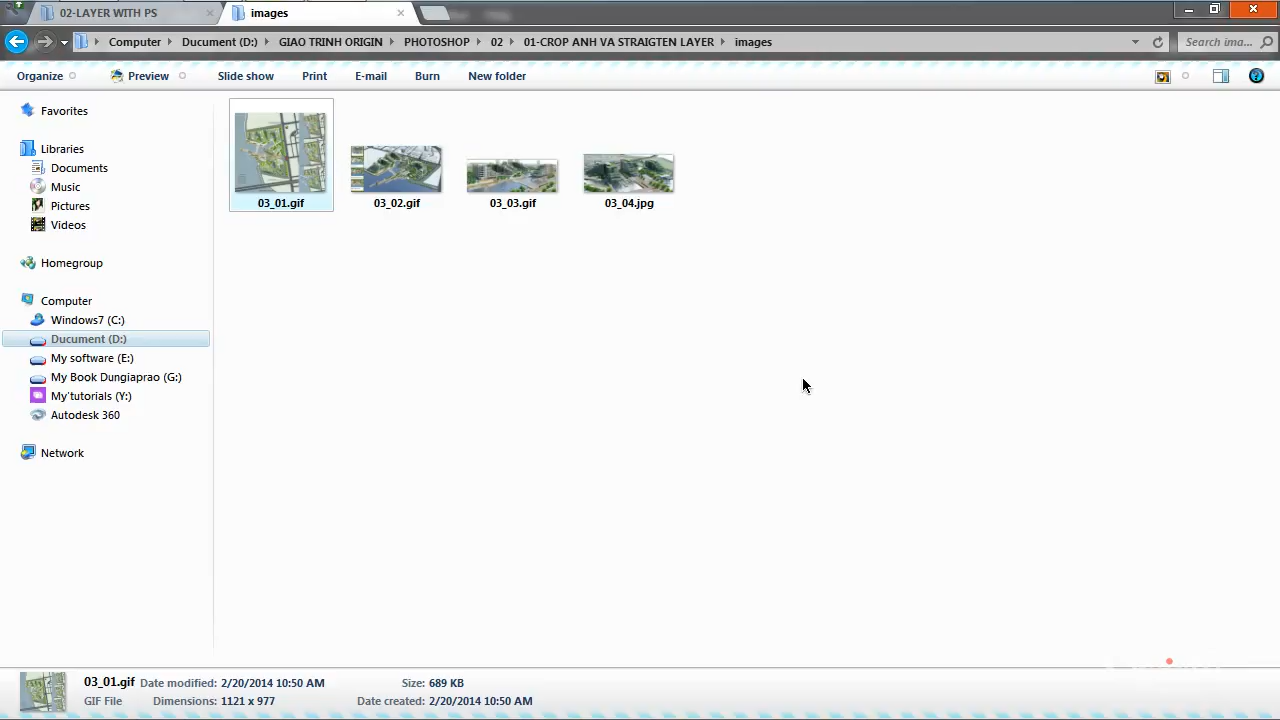 02-LAYER WITH PS
images
Computer
Ducument (D:)
GIAO TRINH ORIGIN
PHOTOSHOP
02
01-CROP ANH VA STRAIGTEN LAYER
images
Search ima...
Organize
Preview
Slide show
Print
E-mail
Burn
New folder
Favorites
Libraries
Documents
Music
Pictures
Videos
Homegroup
Computer
Windows7 (C:)
Ducument (D:)
My software (E:)
My Book Dungiaprao (G:)
My'tutorials (Y:)
Autodesk 360
Network
03_01.gif
03_02.gif
03_03.gif
03_04.jpg
03_01.gif Date modified: 2/20/2014 10:50 AM Size: 689 KB
GIF File Dimensions: 1121 x 977 Date created: 2/20/2014 10:50 AM